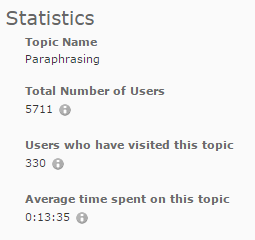 Statistics
Topic Name
Paraphrasing
Total Number of Users
5711
Users who have visited this topic
330
Average time spent on this topic
0:13:35